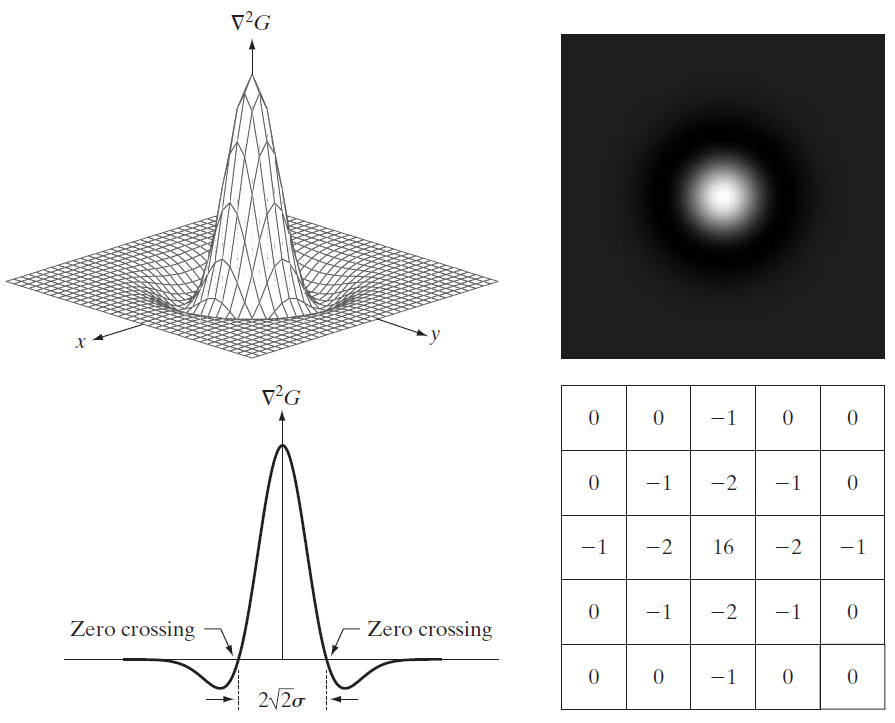 ∇²G
x
y
∇²G
Zero crossing
Zero crossing
2√2σ
0 0 −1 0 0
0 −1 −2 −1 0
−1 −2 16 −2 −1
0 −1 −2 −1 0
0 0 −1 0 0